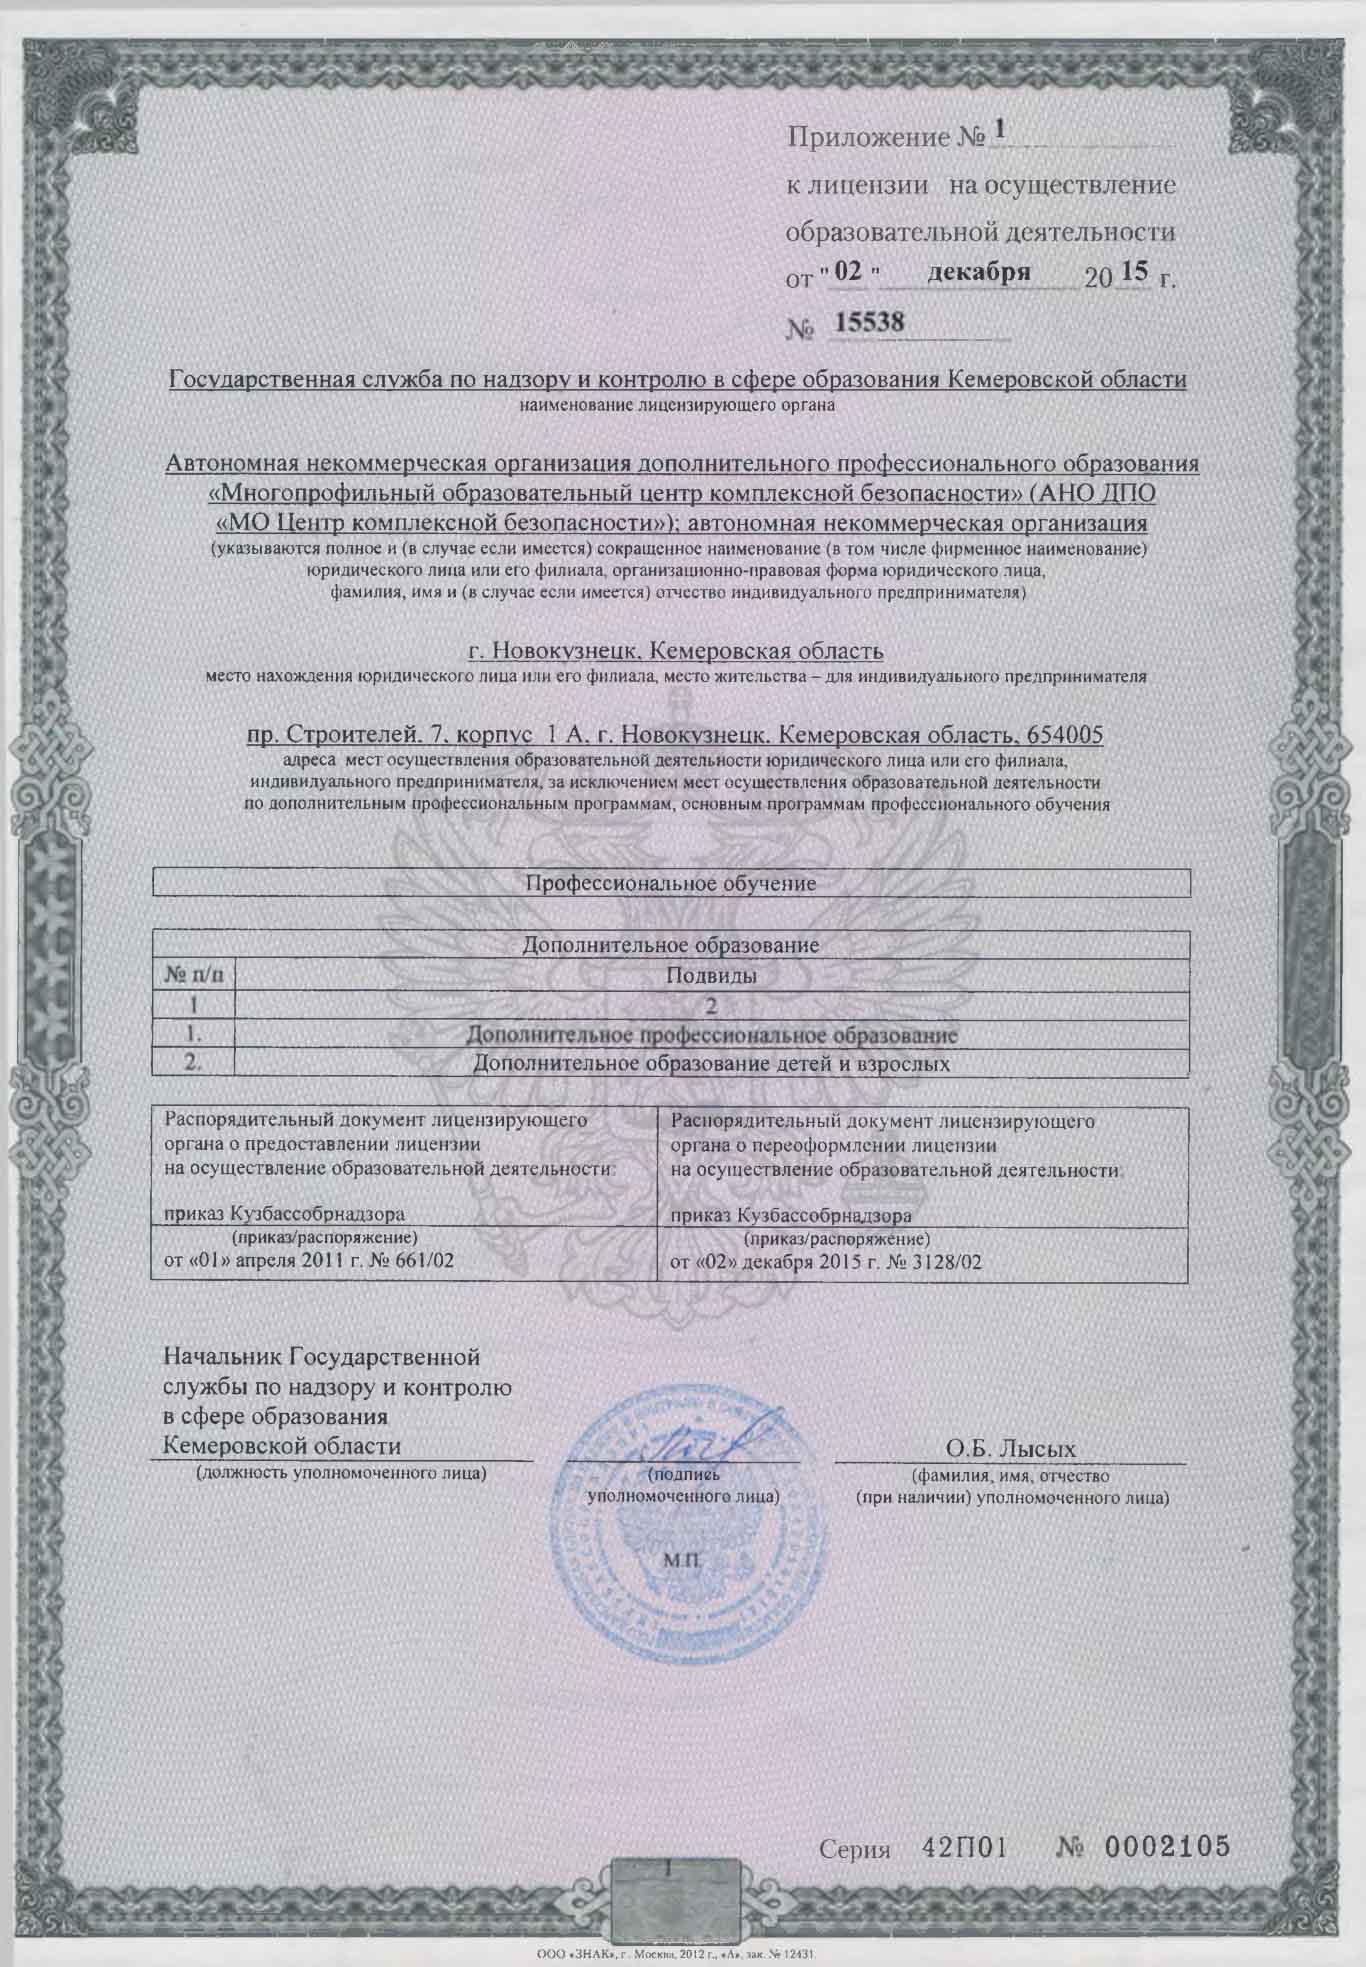 Приложение № 1
к лицензии на осуществление
образовательной деятельности
от " 02 " декабря 20 15 г.
№ 15538
Государственная служба по надзору и контролю в сфере образования Кемеровской области
наименование лицензирующего органа
Автономная некоммерческая организация дополнительного профессионального образования
«Многопрофильный образовательный центр комплексной безопасности» (АНО ДПО
«МО Центр комплексной безопасности»); автономная некоммерческая организация
(указываются полное и (в случае если имеется) сокращенное наименование (в том числе фирменное наименование)
юридического лица или его филиала, организационно-правовая форма юридического лица,
фамилия, имя и (в случае если имеется) отчество индивидуального предпринимателя)
г. Новокузнецк, Кемеровская область
место нахождения юридического лица или его филиала, место жительства – для индивидуального предпринимателя
пр. Строителей, 7, корпус 1 А, г. Новокузнецк, Кемеровская область, 654005
адреса мест осуществления образовательной деятельности юридического лица или его филиала,
индивидуального предпринимателя, за исключением мест осуществления образовательной деятельности
по дополнительным профессиональным программам, основным программам профессионального обучения
Профессиональное обучение
Дополнительное образование
№ п/п Подвиды
1 2
1. Дополнительное профессиональное образование
2. Дополнительное образование детей и взрослых
Распорядительный документ лицензирующего
органа о предоставлении лицензии
на осуществление образовательной деятельности:
приказ Кузбассобрнадзора
(приказ/распоряжение)
от «01» апреля 2011 г. № 661/02
Распорядительный документ лицензирующего
органа о переоформлении лицензии
на осуществление образовательной деятельности:
приказ Кузбассобрнадзора
(приказ/распоряжение)
от «02» декабря 2015 г. № 3128/02
Начальник Государственной
службы по надзору и контролю
в сфере образования
Кемеровской области
(должность уполномоченного лица)
(подпись
уполномоченного лица)
М.П.
О.Б. Лысых
(фамилия, имя, отчество
(при наличии) уполномоченного лица)
Серия 42П01 № 0002105
ООО «ЗНАК», г. Москва, 2012 г., «А», зак. № 12431.